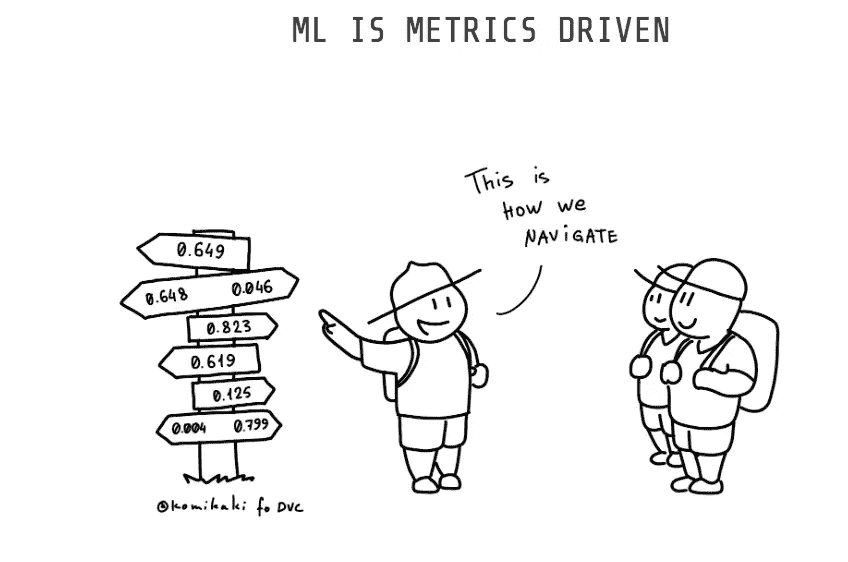 ML IS METRICS DRIVEN
This is
How we
NAViGATE
0.649
0.648 0.046
0.823
0.619
0.125
0.004 0.799
@komikaki fo DVC